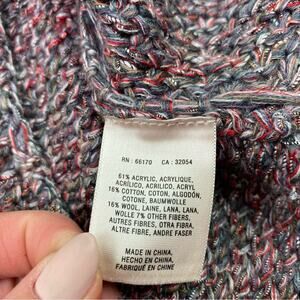 RN : 66170 CA : 32054
61% ACRYLIC, ACRYLIQUE,
ACRÍLICO, ACRILICO, ACRYL
16% COTTON, COTON, ALGODÓN,
COTONE, BAUMWOLLE
16% WOOL, LAINE, LANA, LANA,
WOLLE 7% OTHER FIBERS,
AUTRES FIBRES, OTRA FIBRA,
ALTRE FIBRE, ANDRE FASER
MADE IN CHINA,
HECHO EN CHINA,
FABRIQUÉ EN CHINE